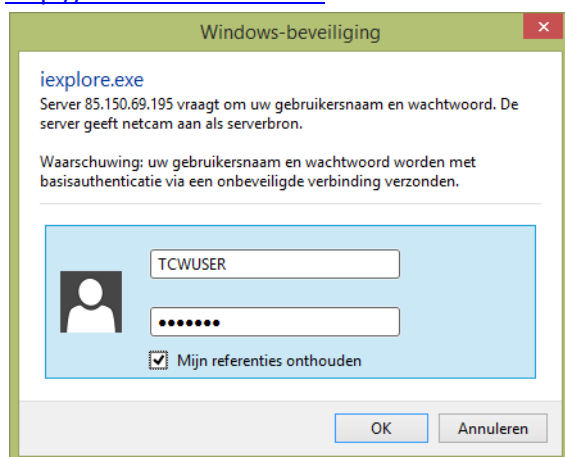 Windows-beveiliging
iexplore.exe
Server 85.150.69.195 vraagt om uw gebruikersnaam en wachtwoord. De
server geeft netcam aan als serverbron.
Waarschuwing: uw gebruikersnaam en wachtwoord worden met
basisauthenticatie via een onbeveiligde verbinding verzonden.
TCWUSER
●●●●●●●
Mijn referenties onthouden
OK
Annuleren